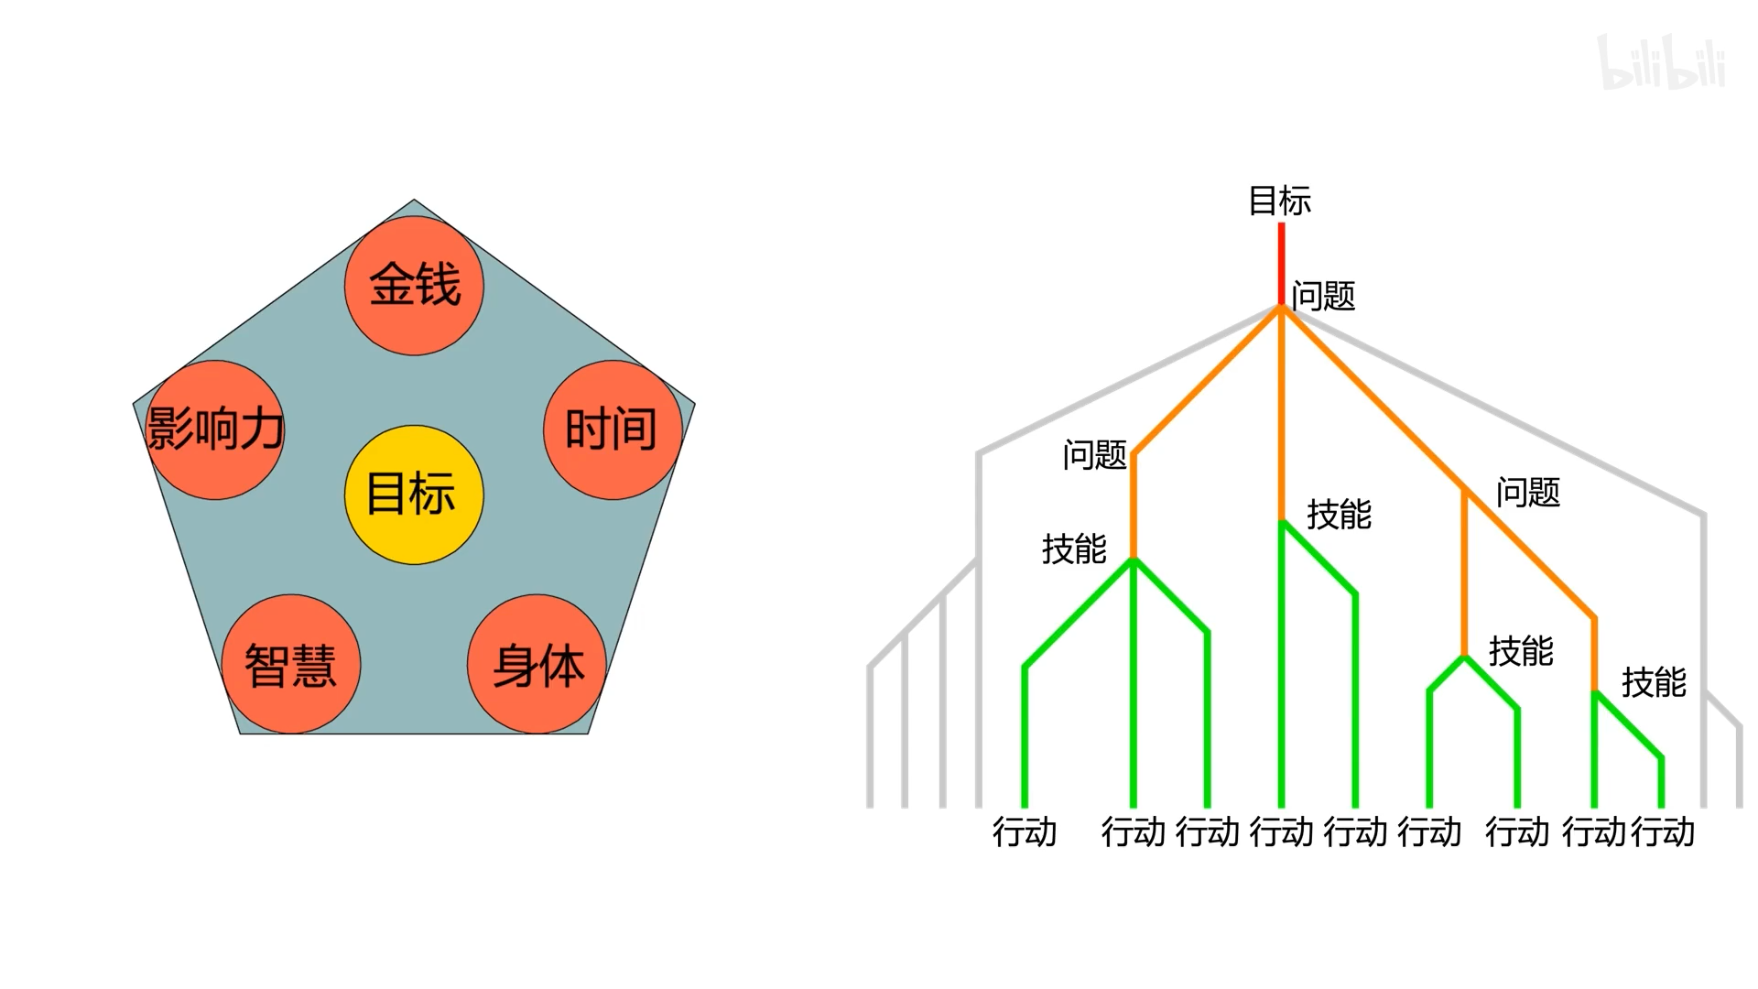 bilibili
金钱
影响力
时间
目标
智慧
身体
目标
问题
问题
问题
技能
技能
技能
技能
行动 行动 行动 行动 行动 行动 行动 行动 行动